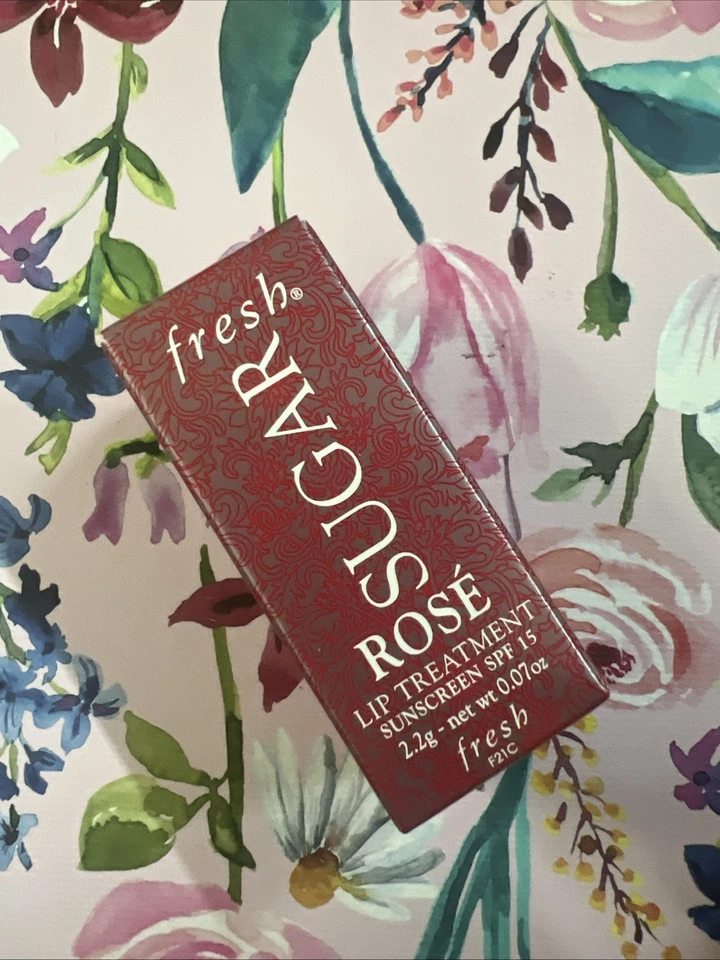 fresh®
SUGAR
ROSÉ
LIP TREATMENT
SUNSCREEN SPF 15
2.2g - net wt 0.07oz
fresh
F21C